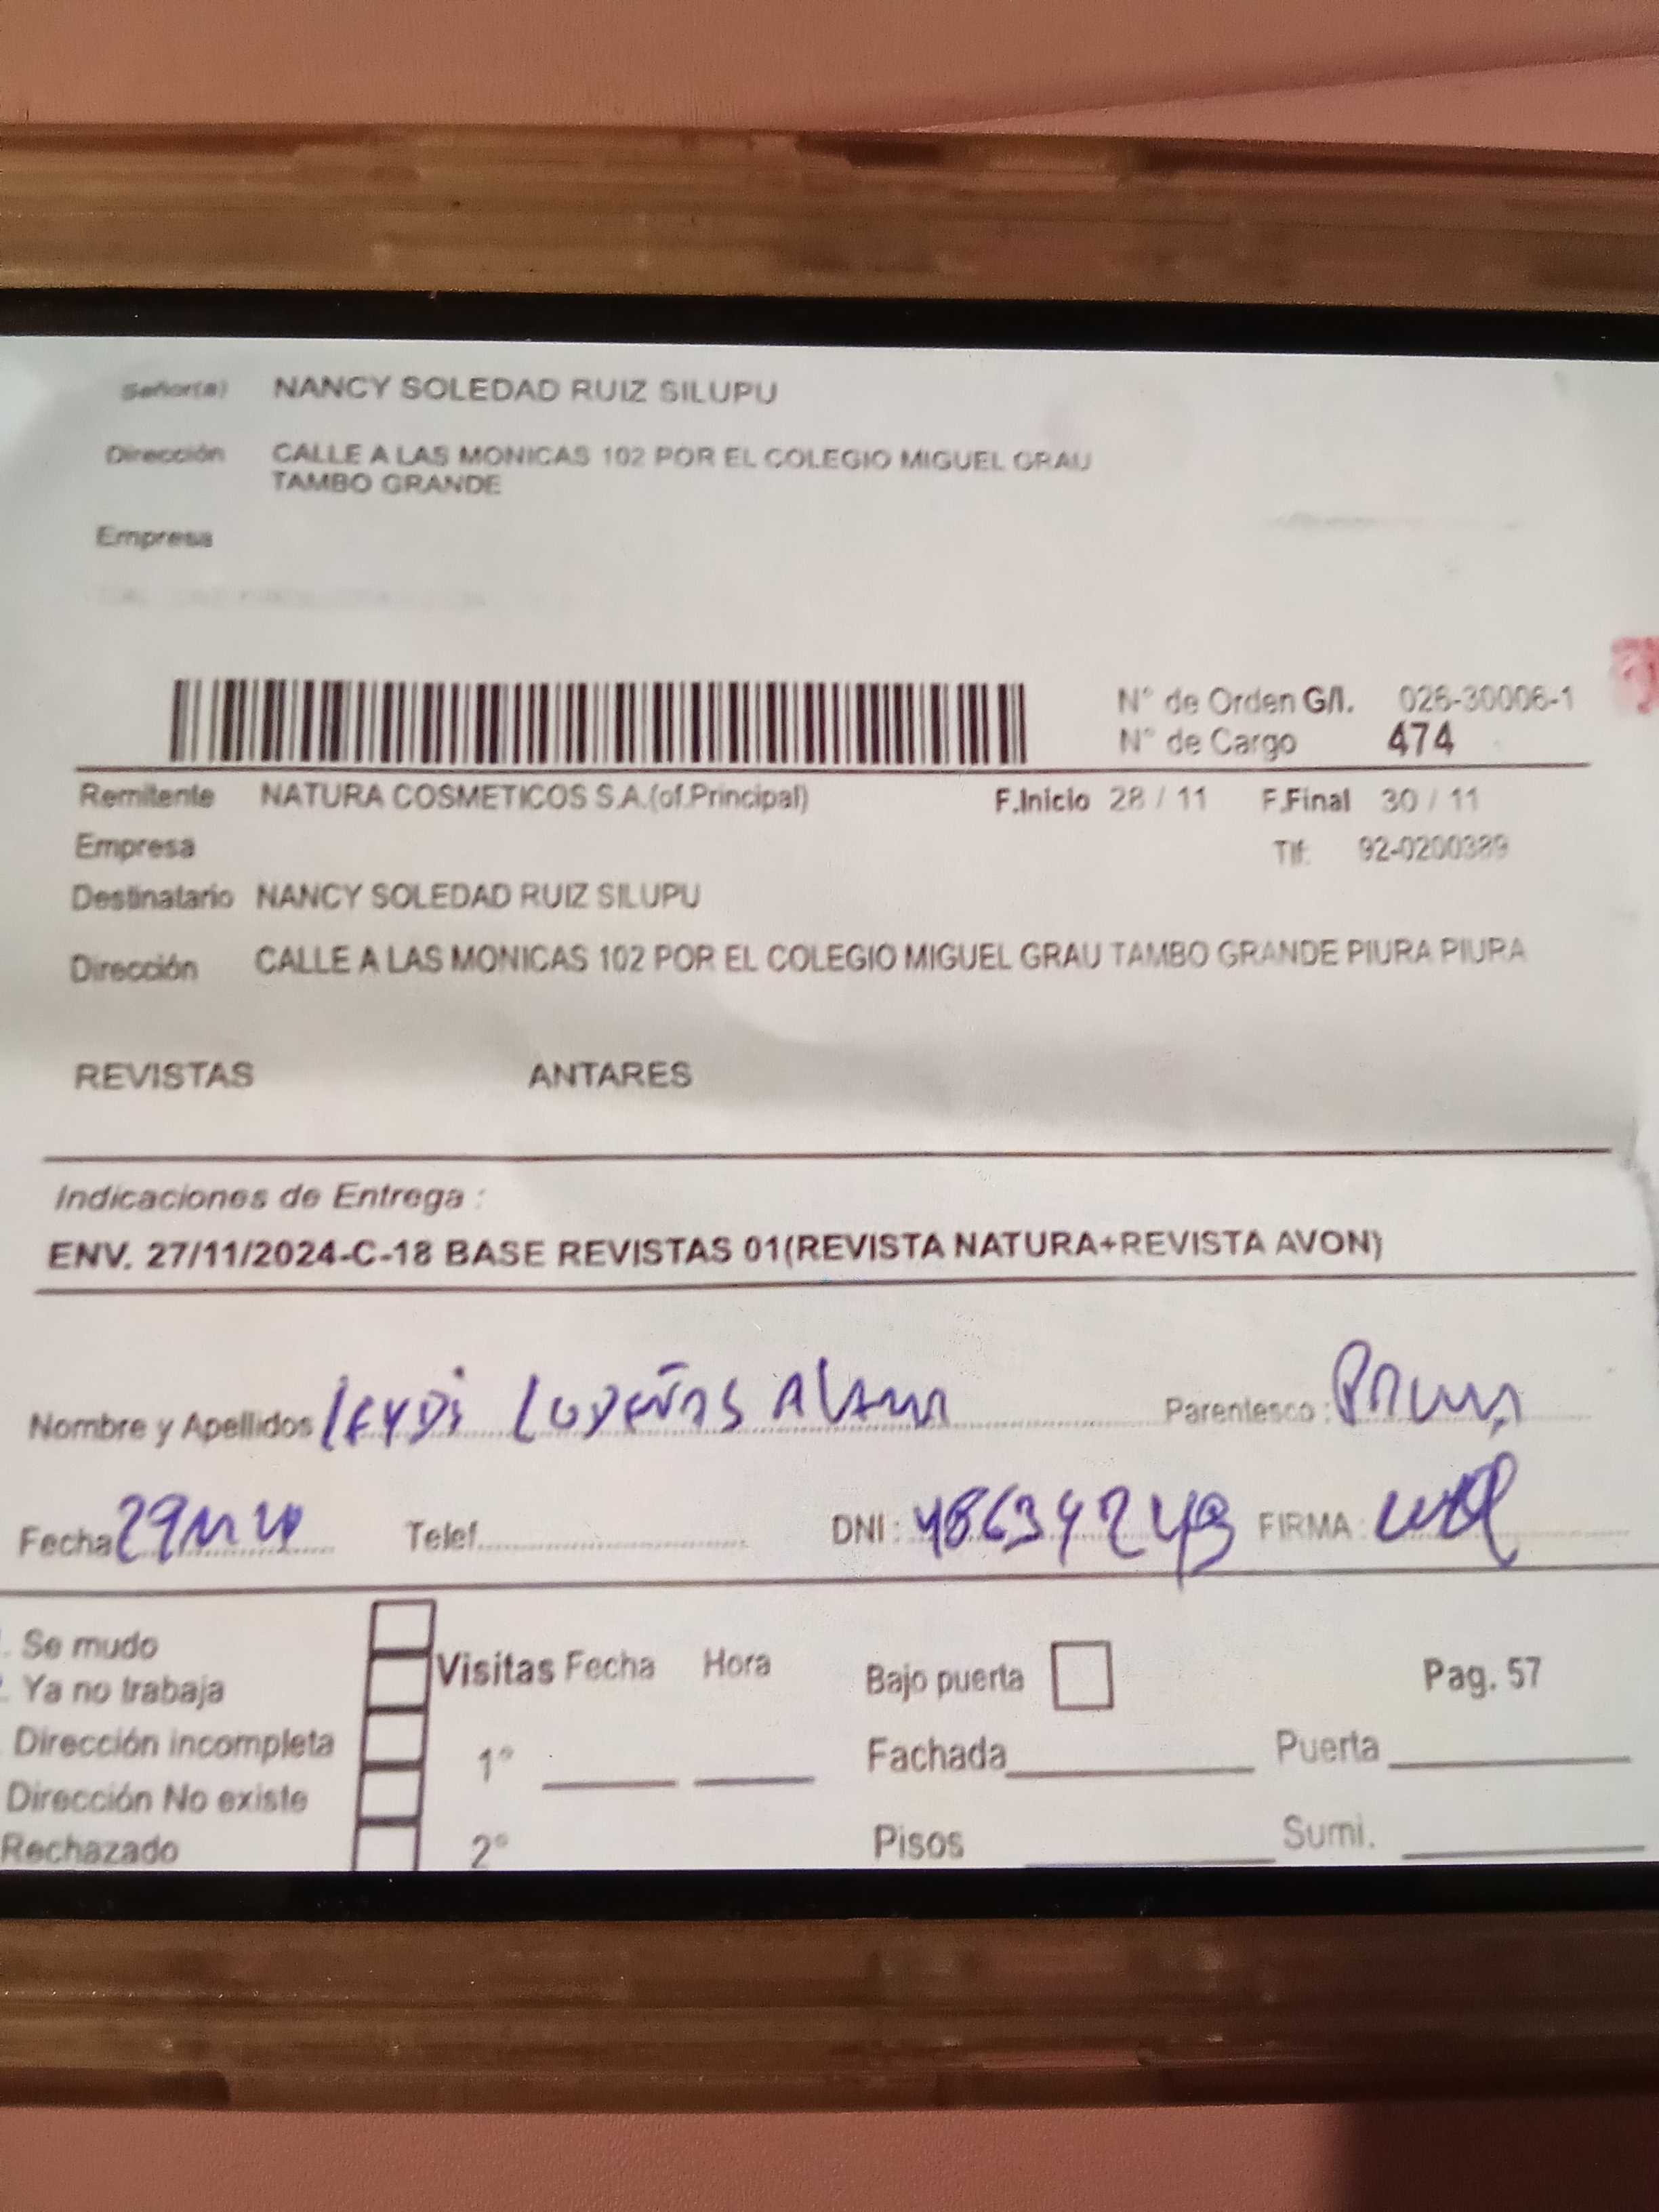 Señor(a) NANCY SOLEDAD RUIZ SILUPU
Dirección CALLE A LAS MONICAS 102 POR EL COLEGIO MIGUEL GRAU
TAMBO GRANDE
Empresa
N° de Orden G/I. 026-30006-1
N° de Cargo 474
Remitente NATURA COSMETICOS S.A.(of.Principal) F.Inicio 28 / 11 F.Final 30 / 11
Empresa Tlf: 92-0200389
Destinatario NANCY SOLEDAD RUIZ SILUPU
Dirección CALLE A LAS MONICAS 102 POR EL COLEGIO MIGUEL GRAU TAMBO GRANDE PIURA PIURA
REVISTAS ANTARES
Indicaciones de Entrega :
ENV. 27/11/2024-C-18 BASE REVISTAS 01(REVISTA NATURA+REVISTA AVON)
Nombre y Apellidos LEYDI LUDEÑAS Parentesco :
Fecha Telef. DNI : FIRMA :
Se mudo
Ya no trabaja Visitas Fecha Hora Bajo puerta Pag. 57
Dirección incompleta 1° Fachada Puerta
Dirección No existe
Rechazado 2° Pisos Sumi.